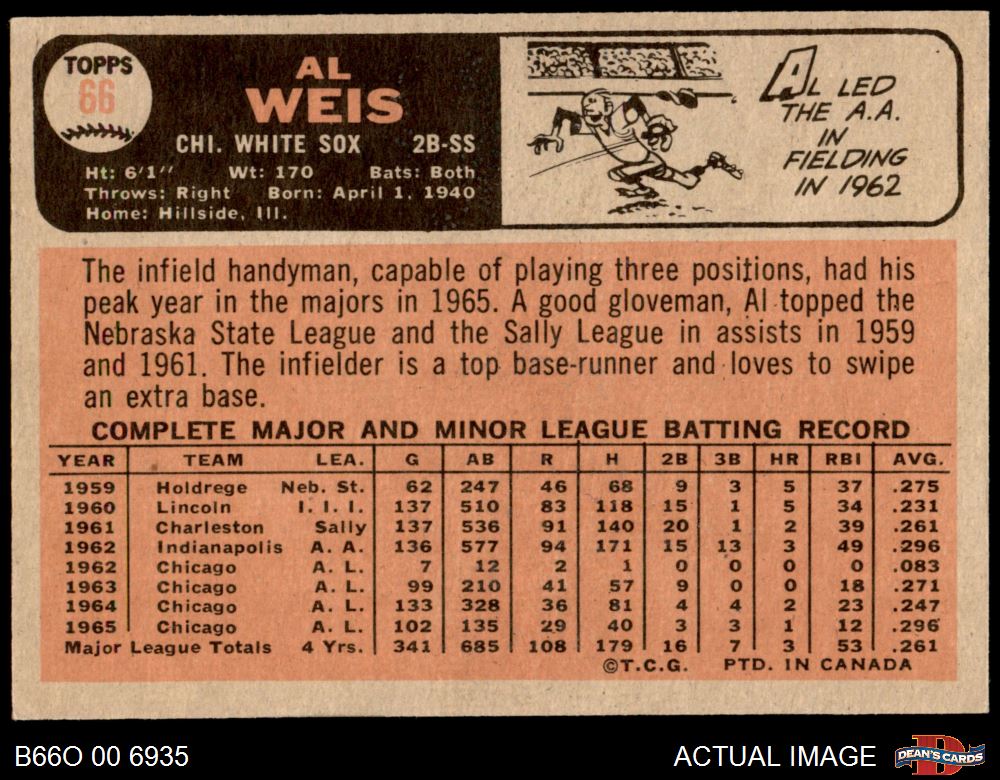 TOPPS
66
AL
WEIS
CHI. WHITE SOX 2B-SS
Ht: 6'1" Wt: 170 Bats: Both
Throws: Right Born: April 1, 1940
Home: Hillside, Ill.
AL LED
THE A.A.
IN
FIELDING
IN 1962
The infield handyman, capable of playing three positions, had his
peak year in the majors in 1965. A good gloveman, Al topped the
Nebraska State League and the Sally League in assists in 1959
and 1961. The infielder is a top base-runner and loves to swipe
an extra base.
COMPLETE MAJOR AND MINOR LEAGUE BATTING RECORD
YEAR TEAM LEA. G AB R H 2B 3B HR RBI AVG.
1959 Holdrege Neb. St. 62 247 46 68 9 3 5 37 .275
1960 Lincoln I. I. I. 137 510 83 118 15 1 5 34 .231
1961 Charleston Sally 137 536 91 140 20 1 2 39 .261
1962 Indianapolis A. A. 136 577 94 171 15 13 3 49 .296
1962 Chicago A. L. 7 12 2 1 0 0 0 0 .083
1963 Chicago A. L. 99 210 41 57 9 0 0 18 .271
1964 Chicago A. L. 133 328 36 81 4 4 2 23 .247
1965 Chicago A. L. 102 135 29 40 3 3 1 12 .296
Major League Totals 4 Yrs. 341 685 108 179 16 7 3 53 .261
©T.C.G. PTD. IN CANADA
B66O 00 6935
ACTUAL IMAGE
DEAN'S CARDS